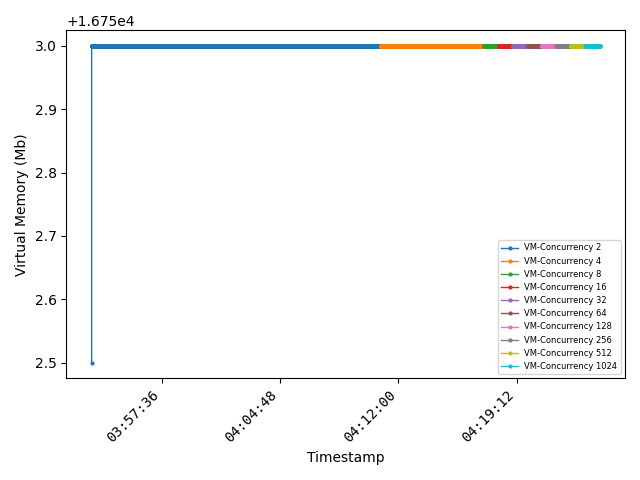 +1.675e4
3.0
2.9
2.8
2.7
2.6
2.5
Virtual Memory (Mb)
VM-Concurrency 2
VM-Concurrency 4
VM-Concurrency 8
VM-Concurrency 16
VM-Concurrency 32
VM-Concurrency 64
VM-Concurrency 128
VM-Concurrency 256
VM-Concurrency 512
VM-Concurrency 1024
03:57:36
04:04:48
04:12:00
04:19:12
Timestamp